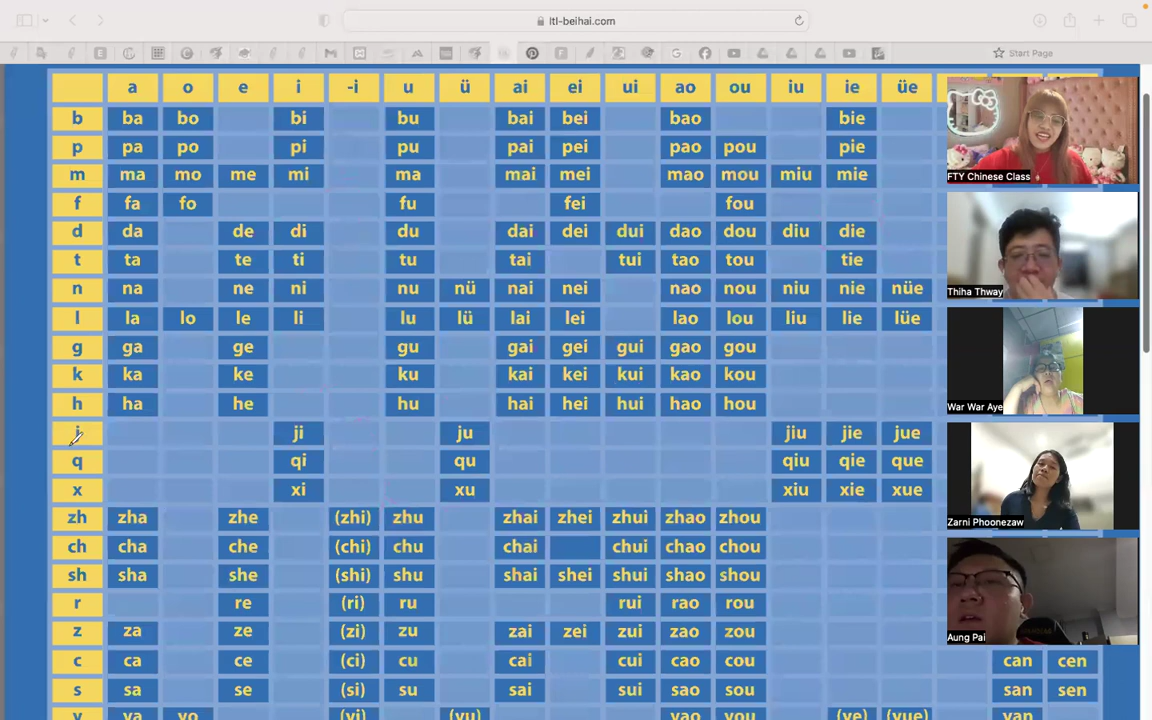 ltl-beihai.com
Start Page
a o e i -i u ü ai ei ui ao ou iu ie üe
b ba bo bi bu bai bei bao bie
p pa po pi pu pai pei pao pou pie
m ma mo me mi ma mai mei mao mou miu mie
f fa fo fu fei fou
d da de di du dai dei dui dao dou diu die
t ta te ti tu tai tui tao tou tie
n na ne ni nu nü nai nei nao nou niu nie nüe
l la lo le li lu lü lai lei lao lou liu lie lüe
g ga ge gu gai gei gui gao gou
k ka ke ku kai kei kui kao kou
h ha he hu hai hei hui hao hou
j ji ju jiu jie jue
q qi qu qiu qie que
x xi xu xiu xie xue
zh zha zhe (zhi) zhu zhai zhei zhui zhao zhou
ch cha che (chi) chu chai chui chao chou
sh sha she (shi) shu shai shei shui shao shou
r re (ri) ru rui rao rou
z za ze (zi) zu zai zei zui zao zou
c ca ce (ci) cu cai cui cao cou can cen
s sa se (si) su sai sui sao sou san sen
y ya yo (yi) (yu) yao you (ye) (yue) yan
FTY Chinese Class
Thiha Thway
War War Aye
Zarni Phoonezaw
Aung Pai